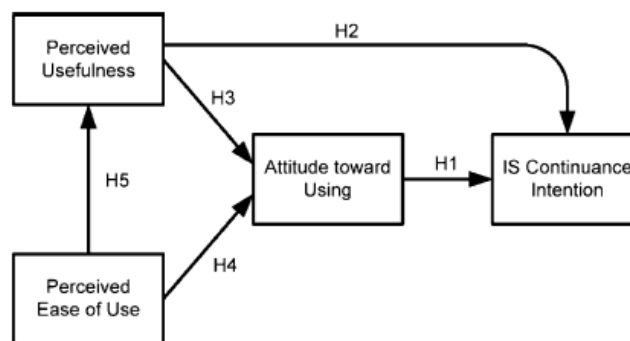 Perceived
Usefulness
H2
H3
Attitude toward
Using
H1
IS Continuance
Intention
H5
H4
Perceived
Ease of Use